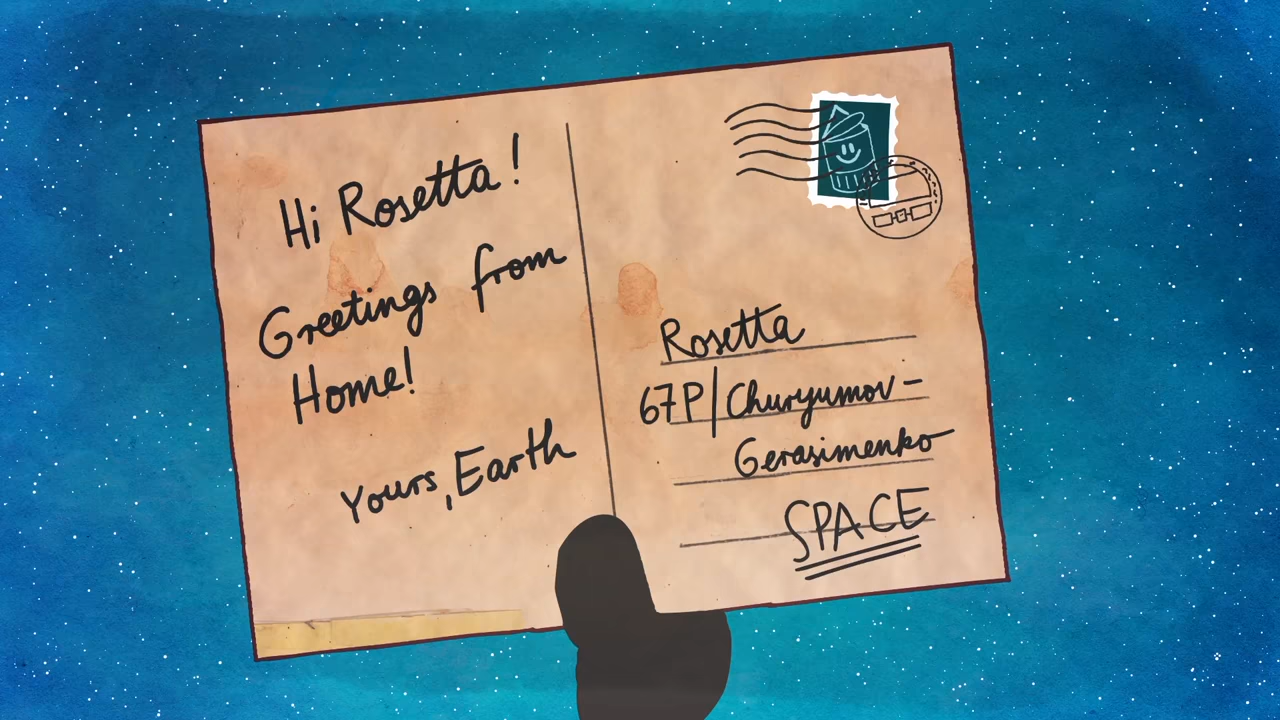 Hi Rosetta!
Greetings from
Home!
Yours, Earth
Rosetta
67P/Churyumov-
Gerasimenko
SPACE